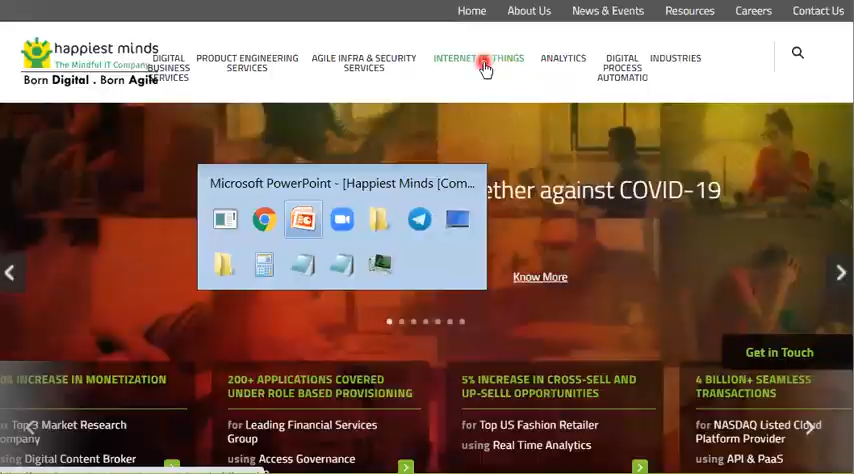 Home About Us News & Events Resources Careers Contact Us
happiest minds
The Mindful IT Company
Born Digital . Born Agile
DIGITAL
BUSINESS
SERVICES
PRODUCT ENGINEERING
SERVICES
AGILE INFRA & SECURITY
SERVICES
INTERNET THINGS
ANALYTICS
DIGITAL
PROCESS
AUTOMATIO
INDUSTRIES
Microsoft PowerPoint - [Happiest Minds [Com...
ether against COVID-19
Know More
Get in Touch
INCREASE IN MONETIZATION
Top 3 Market Research
ompany
sing Digital Content Broker
200+ APPLICATIONS COVERED
UNDER ROLE BASED PROVISIONING
for Leading Financial Services
Group
using Access Governance
5% INCREASE IN CROSS-SELL AND
UP-SELLL OPPORTUNITIES
for Top US Fashion Retailer
using Real Time Analytics
4 BILLION+ SEAMLESS
TRANSACTIONS
for NASDAQ Listed Cloud
Platform Provider
using API & PaaS